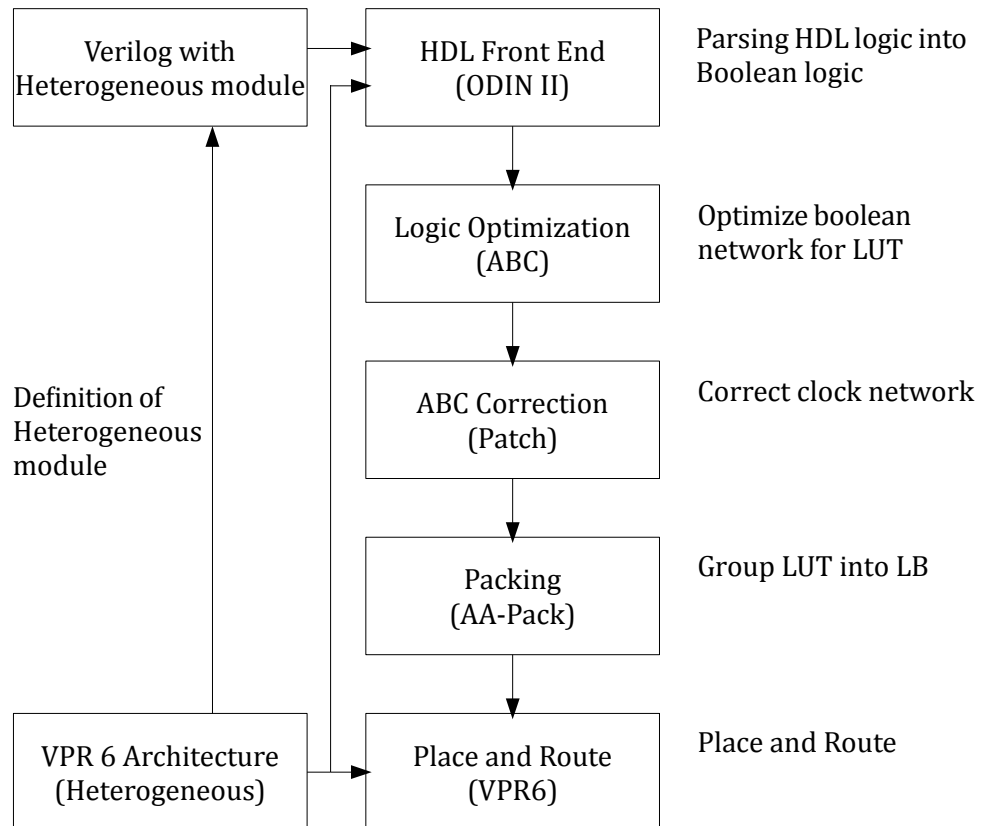 Verilog with
Heterogeneous module
HDL Front End
(ODIN II)
Parsing HDL logic into
Boolean logic
Logic Optimization
(ABC)
Optimize boolean
network for LUT
Definition of
Heterogeneous
module
ABC Correction
(Patch)
Correct clock network
Packing
(AA-Pack)
Group LUT into LB
VPR 6 Architecture
(Heterogeneous)
Place and Route
(VPR6)
Place and Route